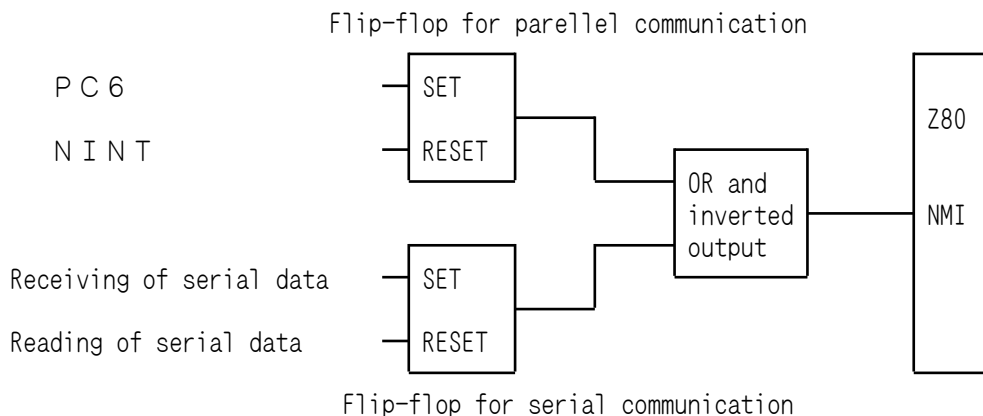 Flip-flop for parellel communication
PC6
SET
NINT
RESET
Z80
OR and
inverted
output
NMI
Receiving of serial data
SET
Reading of serial data
RESET
Flip-flop for serial communication